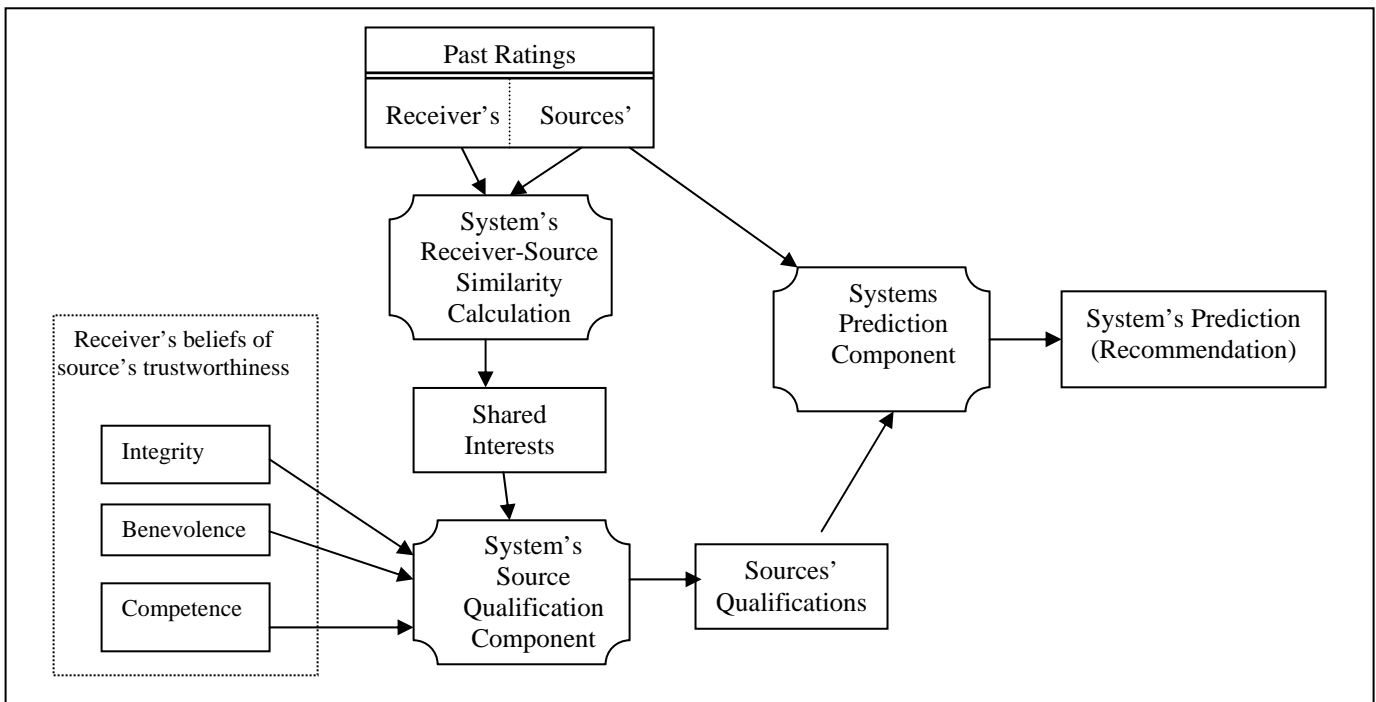 Past Ratings
Receiver's
Sources'
System's
Receiver-Source
Similarity
Calculation
Systems
Prediction
Component
System's Prediction
(Recommendation)
Receiver's beliefs of
source's trustworthiness
Shared
Interests
Integrity
Benevolence
Competence
System's
Source
Qualification
Component
Sources'
Qualifications